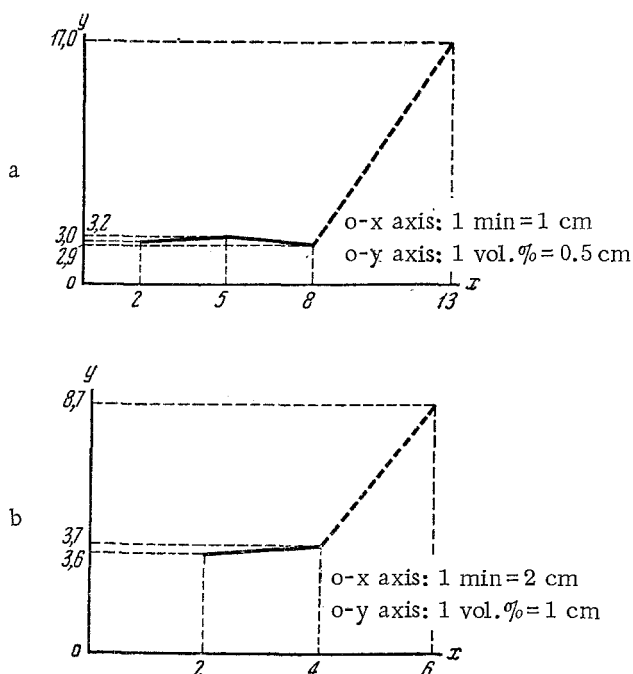 y
17,0
a
3,2
3,0
2,9
o-x axis: 1 min=1 cm
o-y axis: 1 vol.%=0.5 cm
0
2 5 8 13 x
y
8,7
b
3,7
3,6
o-x axis: 1 min=2 cm
o-y axis: 1 vol.%=1 cm
0
2 4 6 x